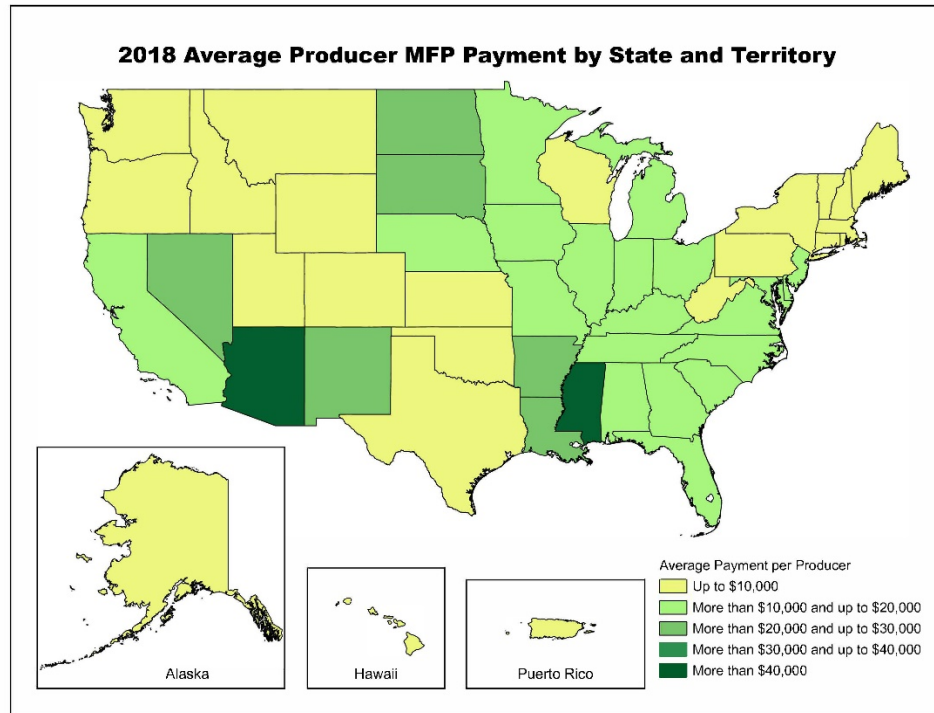 2018 Average Producer MFP Payment by State and Territory
Alaska
Hawaii
Puerto Rico
Average Payment per Producer
Up to $10,000
More than $10,000 and up to $20,000
More than $20,000 and up to $30,000
More than $30,000 and up to $40,000
More than $40,000